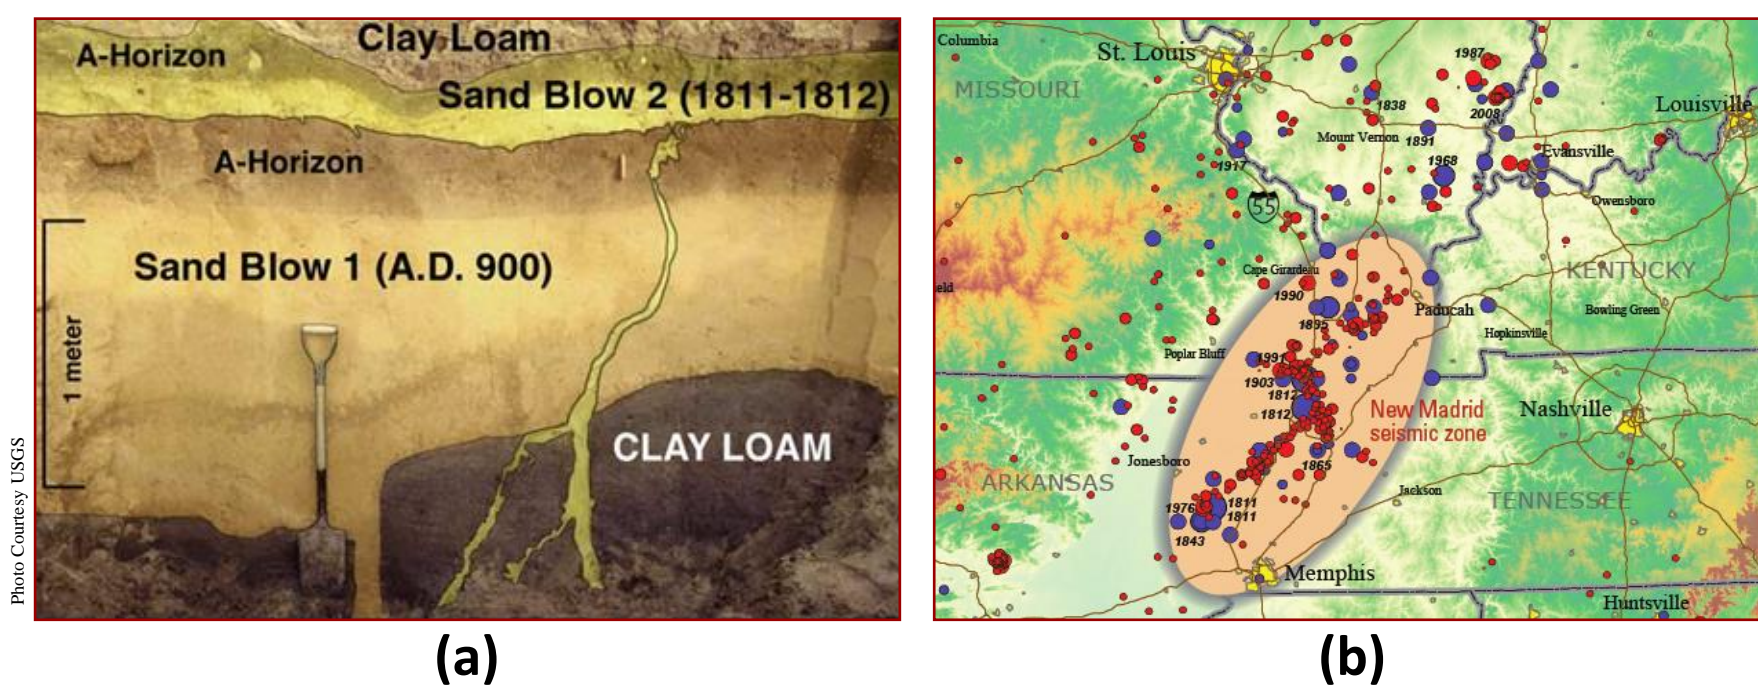 Clay Loam
A-Horizon
Sand Blow 2 (1811-1812)
A-Horizon
Sand Blow 1 (A.D. 900)
1 meter
CLAY LOAM
Photo Courtesy USGS
(a)
Columbia
St. Louis
1987
MISSOURI
1838
2008
Louisville
Mount Vernon
1891
Evansville
1917
1968
55
Owensboro
Cape Girardeau
KENTUCKY
eld
1990
Paducah
Bowling Green
1895
Hopkinsville
Poplar Bluff
1991
1903
1812
1812
New Madrid
seismic zone
Nashville
Jonesboro
1865
ARKANSAS
Jackson
TENNESSEE
1976
1811
1811
1843
Memphis
Huntsville
(b)